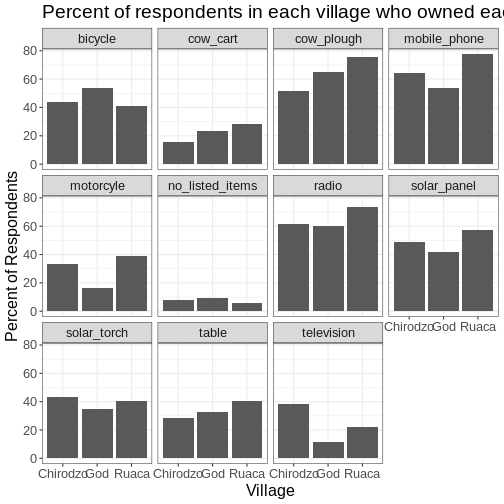 Percent of respondents in each village who owned eac
bicycle cow_cart cow_plough mobile_phone
80
60
40
20
0
motorcyle no_listed_items radio solar_panel
80
60
40
20
0
Chirodzo God Ruaca
solar_torch table television
80
60
40
20
0
Chirodzo God Ruaca Chirodzo God Ruaca Chirodzo God Ruaca
Village
Percent of Respondents